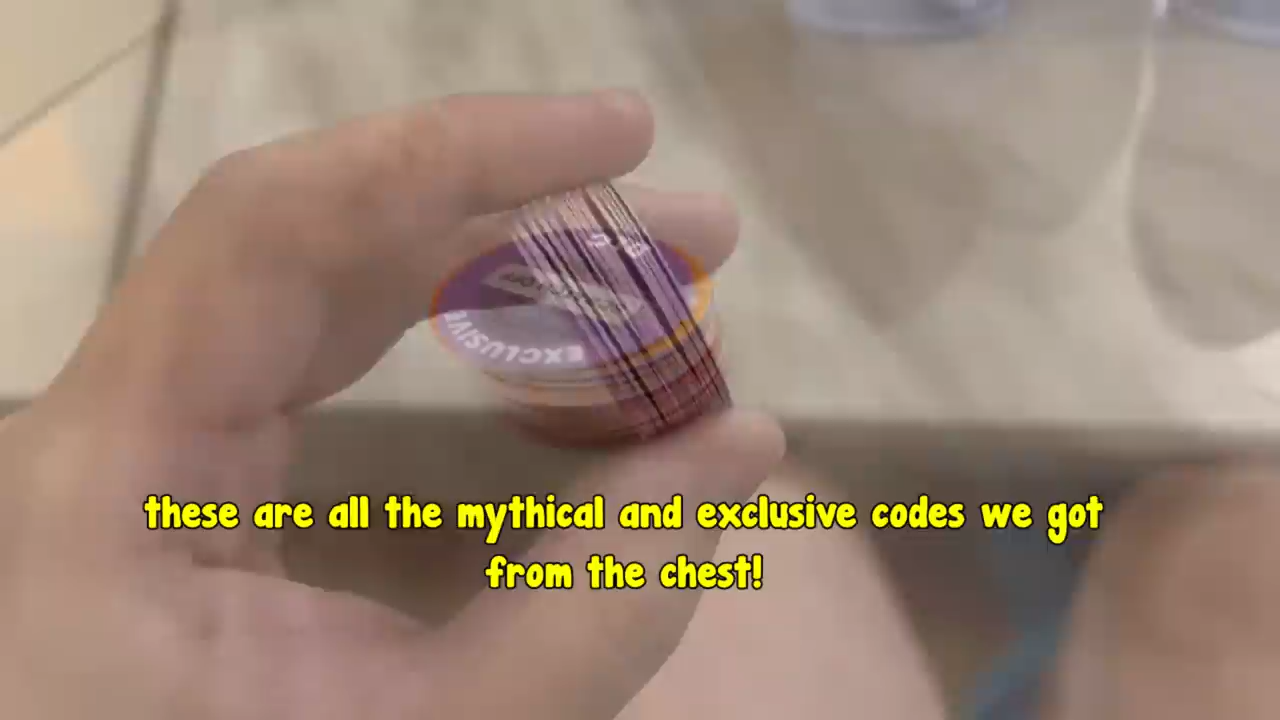 EXCLUSIVE
these are all the mythical and exclusive codes we got
from the chest!